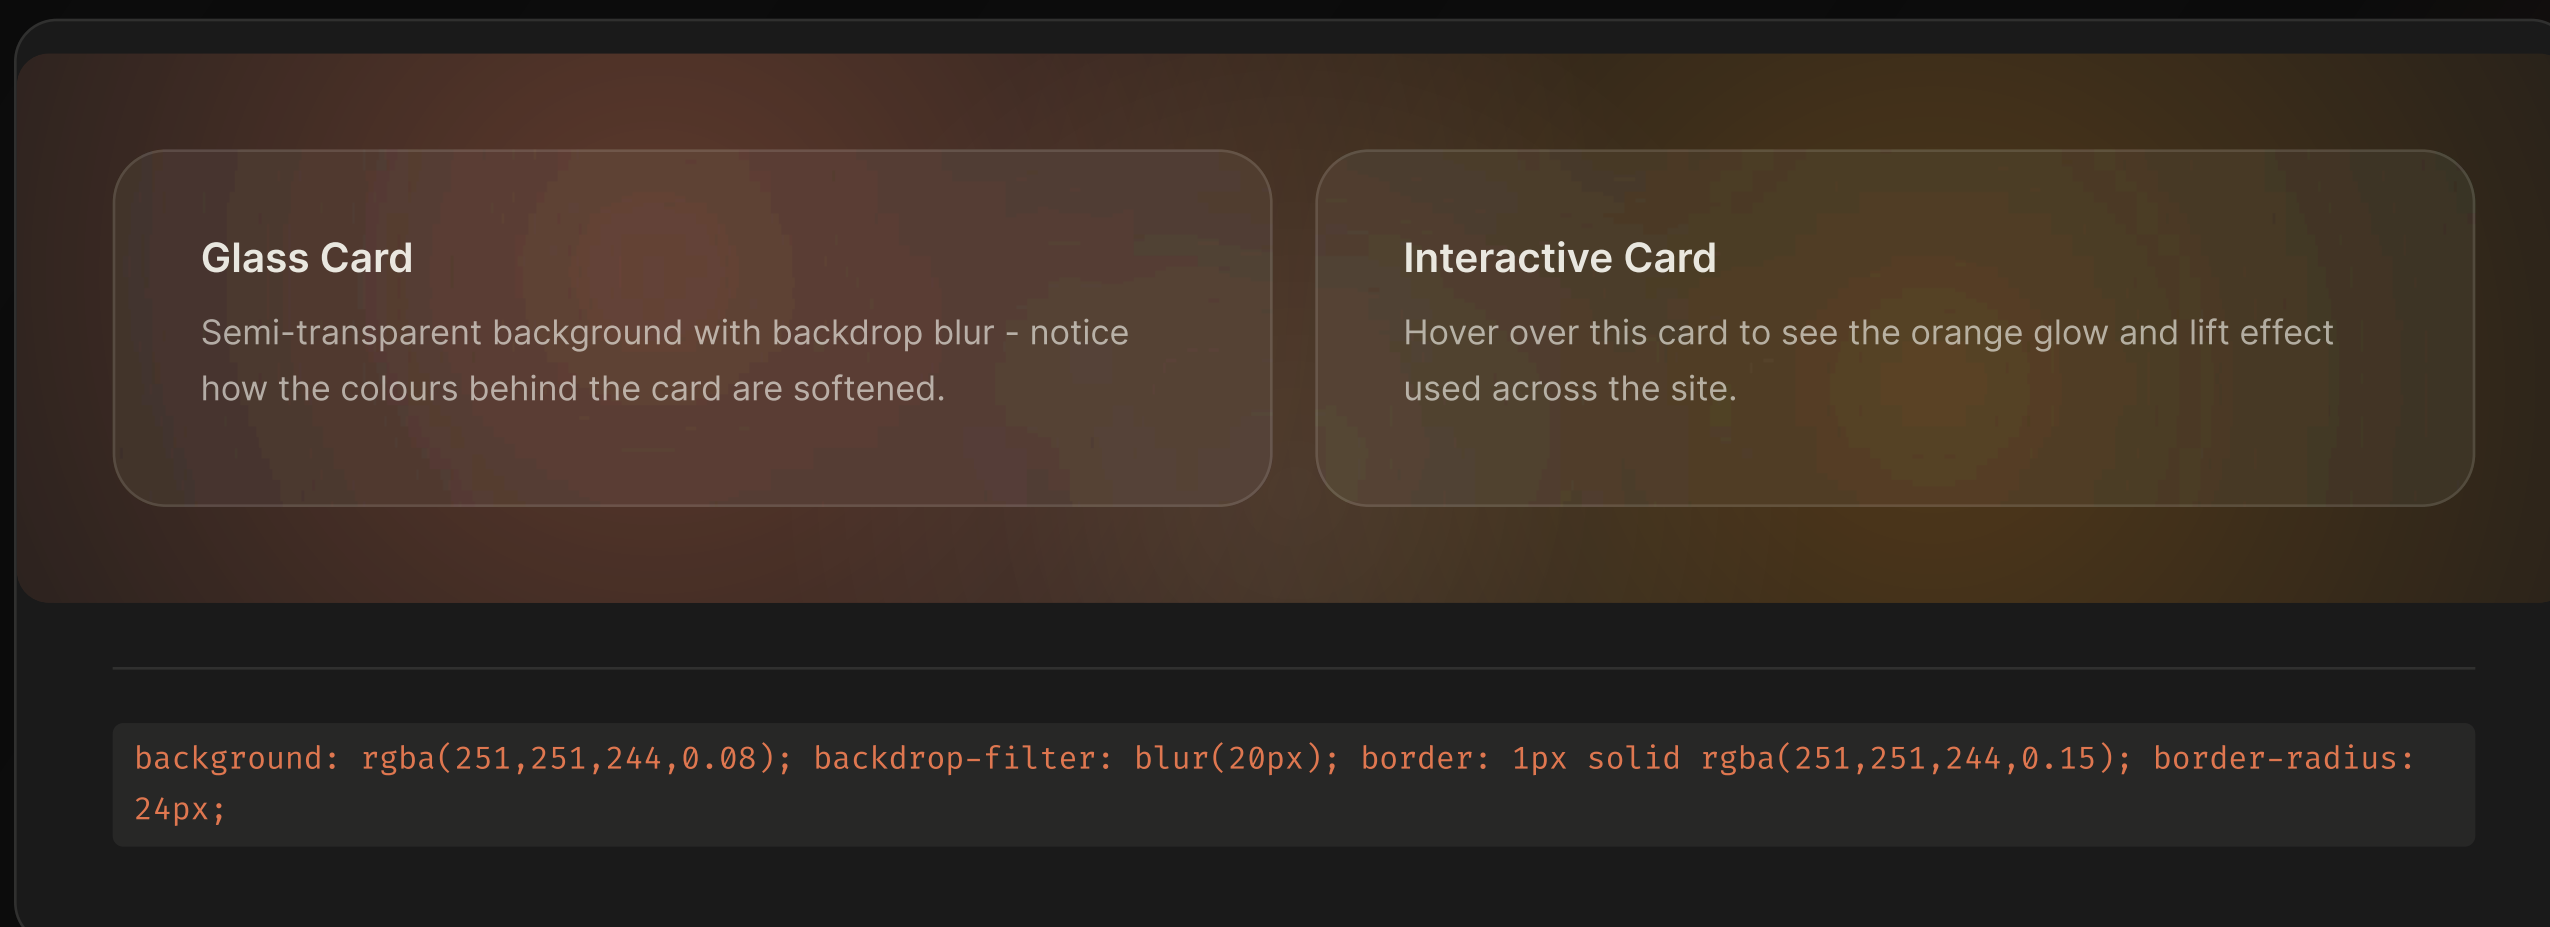 Glass Card
Semi-transparent background with backdrop blur - notice
how the colours behind the card are softened.
Interactive Card
Hover over this card to see the orange glow and lift effect
used across the site.
background: rgba(251,251,244,0.08); backdrop-filter: blur(20px); border: 1px solid rgba(251,251,244,0.15); border-radius:
24px;